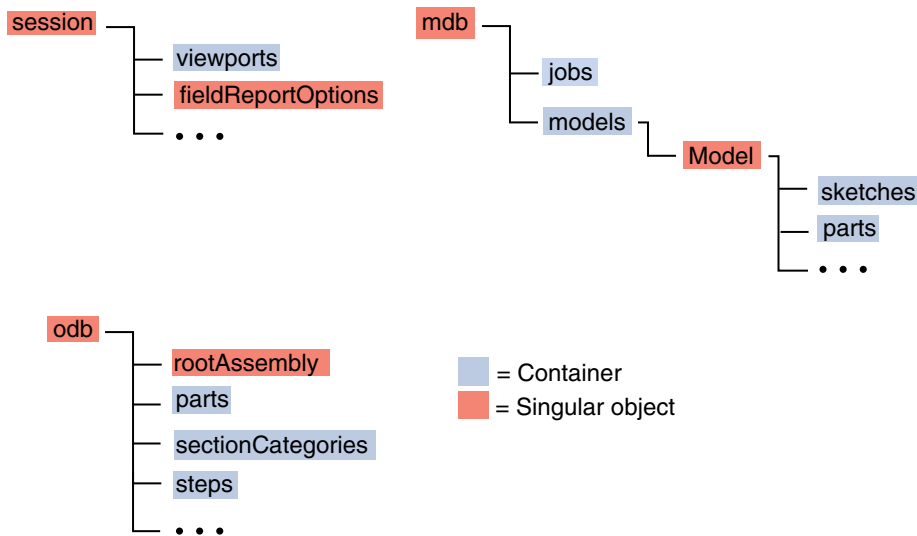 session
viewports
fieldReportOptions
• • •
mdb
jobs
models
Model
sketches
parts
• • •
odb
rootAssembly
parts
sectionCategories
steps
• • •
= Container
= Singular object